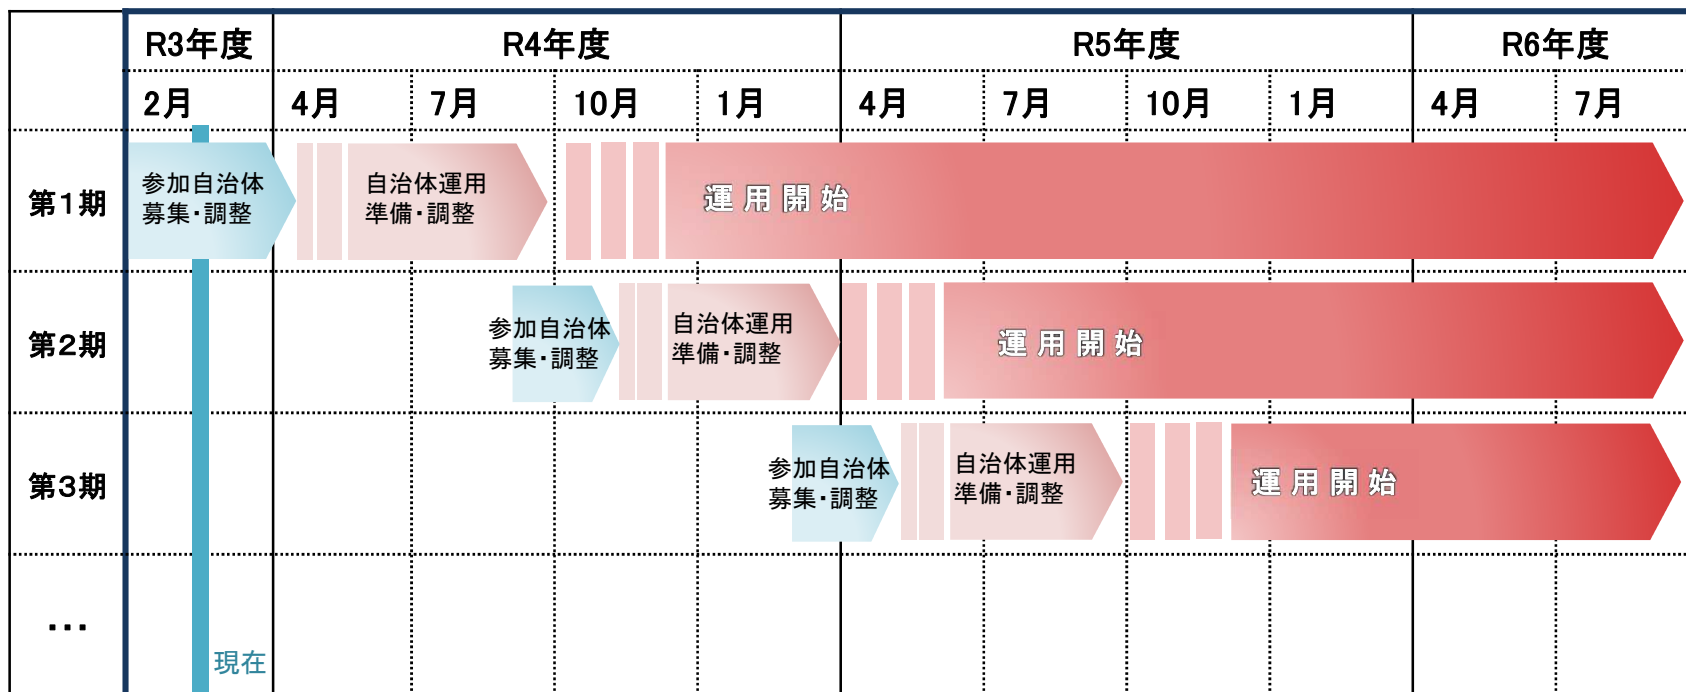 R3年度 R4年度 R5年度 R6年度
2月 4月 7月 10月 1月 4月 7月 10月 1月 4月 7月
第1期
参加自治体
募集・調整
自治体運用
準備・調整
運用開始
第2期
参加自治体
募集・調整
自治体運用
準備・調整
運用開始
第3期
参加自治体
募集・調整
自治体運用
準備・調整
運用開始
…
現在